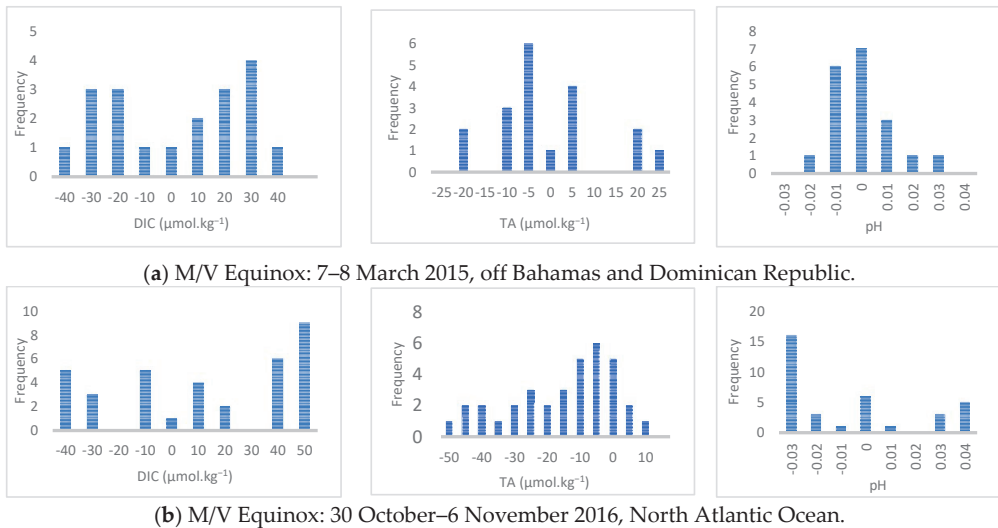 5
4
3
2
1
0
Frequency
-40 -30 -20 -10 0 10 20 30 40
DIC (µmol.kg⁻¹)
6
5
4
3
2
1
0
Frequency
-25 -20 -15 -10 -5 0 5 10 15 20 25
TA (µmol.kg⁻¹)
8
7
6
5
4
3
2
1
0
Frequency
-0.03 -0.02 -0.01 0 0.01 0.02 0.03 0.04
pH
(a) M/V Equinox: 7–8 March 2015, off Bahamas and Dominican Republic.
10
8
6
4
2
0
Frequency
-40 -30 -20 -10 0 10 20 30 40 50
DIC (µmol.kg⁻¹)
8
6
4
2
0
Frequency
-50 -40 -30 -20 -10 0 10
TA (µmol.kg⁻¹)
20
15
10
5
0
Frequency
-0.03 -0.02 -0.01 0 0.01 0.02 0.03 0.04
pH
(b) M/V Equinox: 30 October–6 November 2016, North Atlantic Ocean.